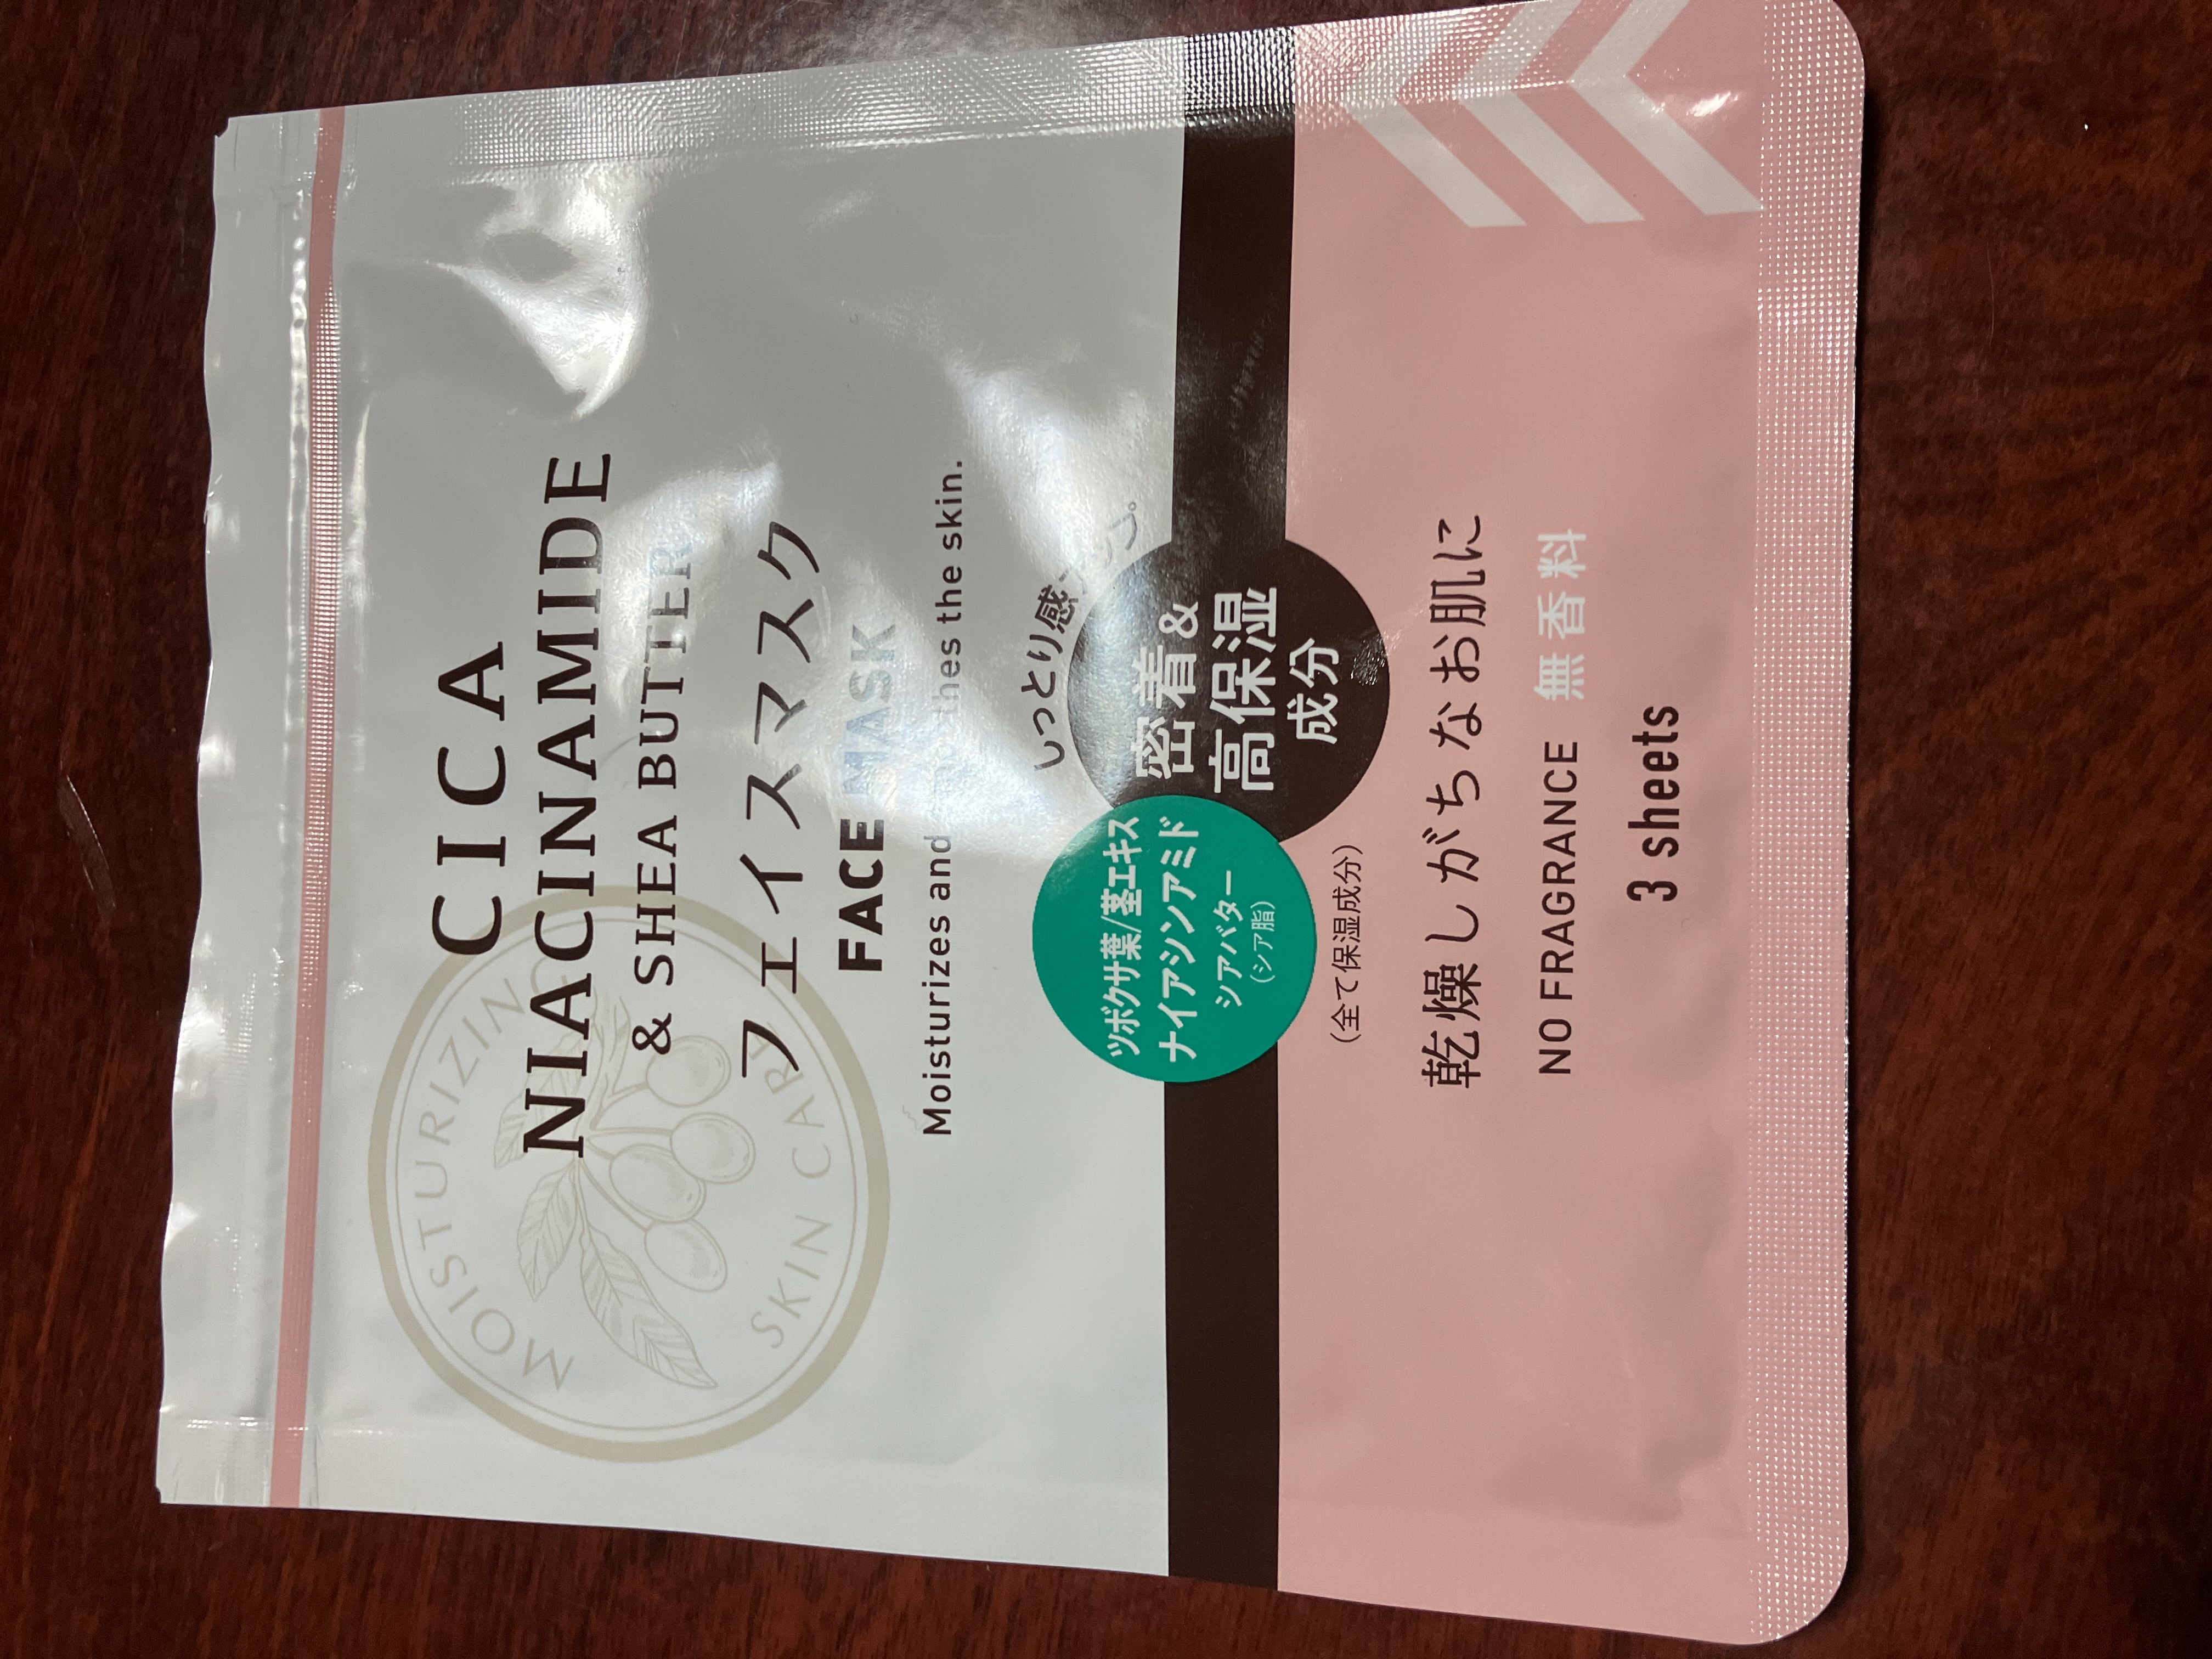 MOISTURIZING
SKIN CARE
CICA
NIACINAMIDE
& SHEA BUTTER
フェイスマスク
FACE MASK
Moisturizes and smoothes the skin.
しっとり感アップ。
ツボクサ葉/茎エキス
ナイアシンアミド
シアバター
(シア脂)
密着&
高保湿
成分
(全て保湿成分)
乾燥しがちなお肌に
NO FRAGRANCE 無香料
3 sheets